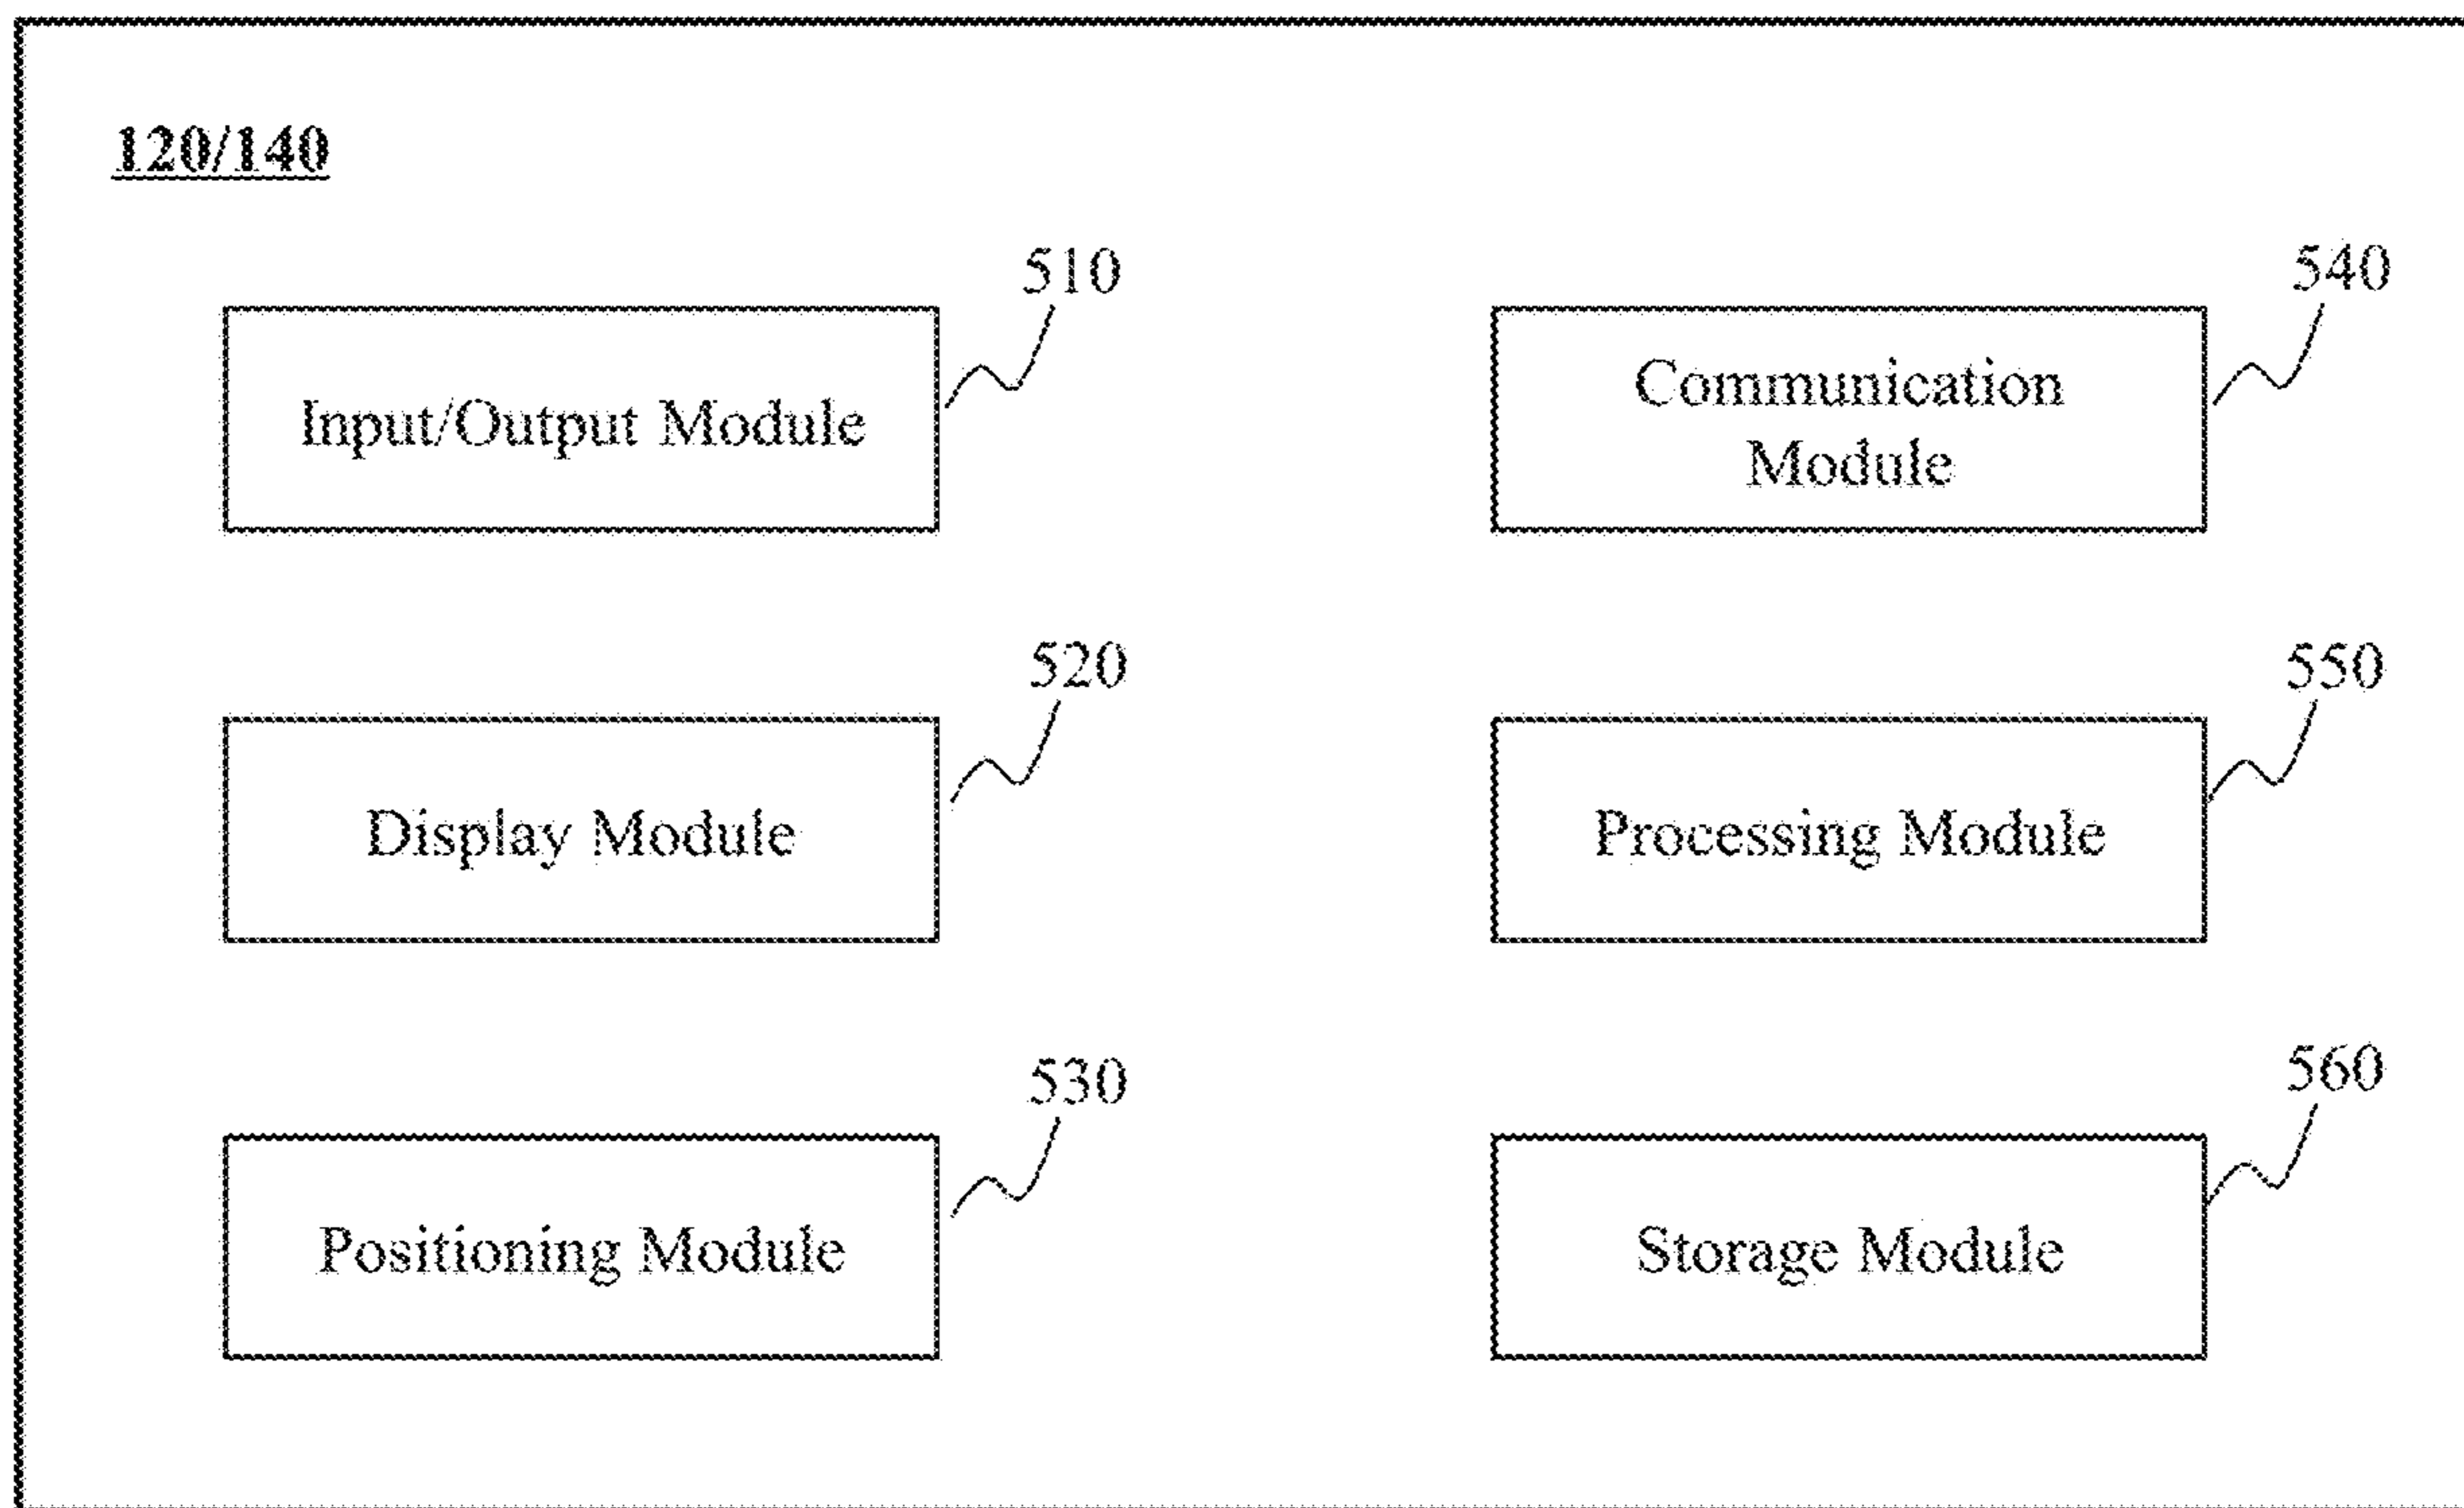 120/140
510
Input/Output Module
540
Communication
Module
520
Display Module
550
Processing Module
530
Positioning Module
560
Storage Module